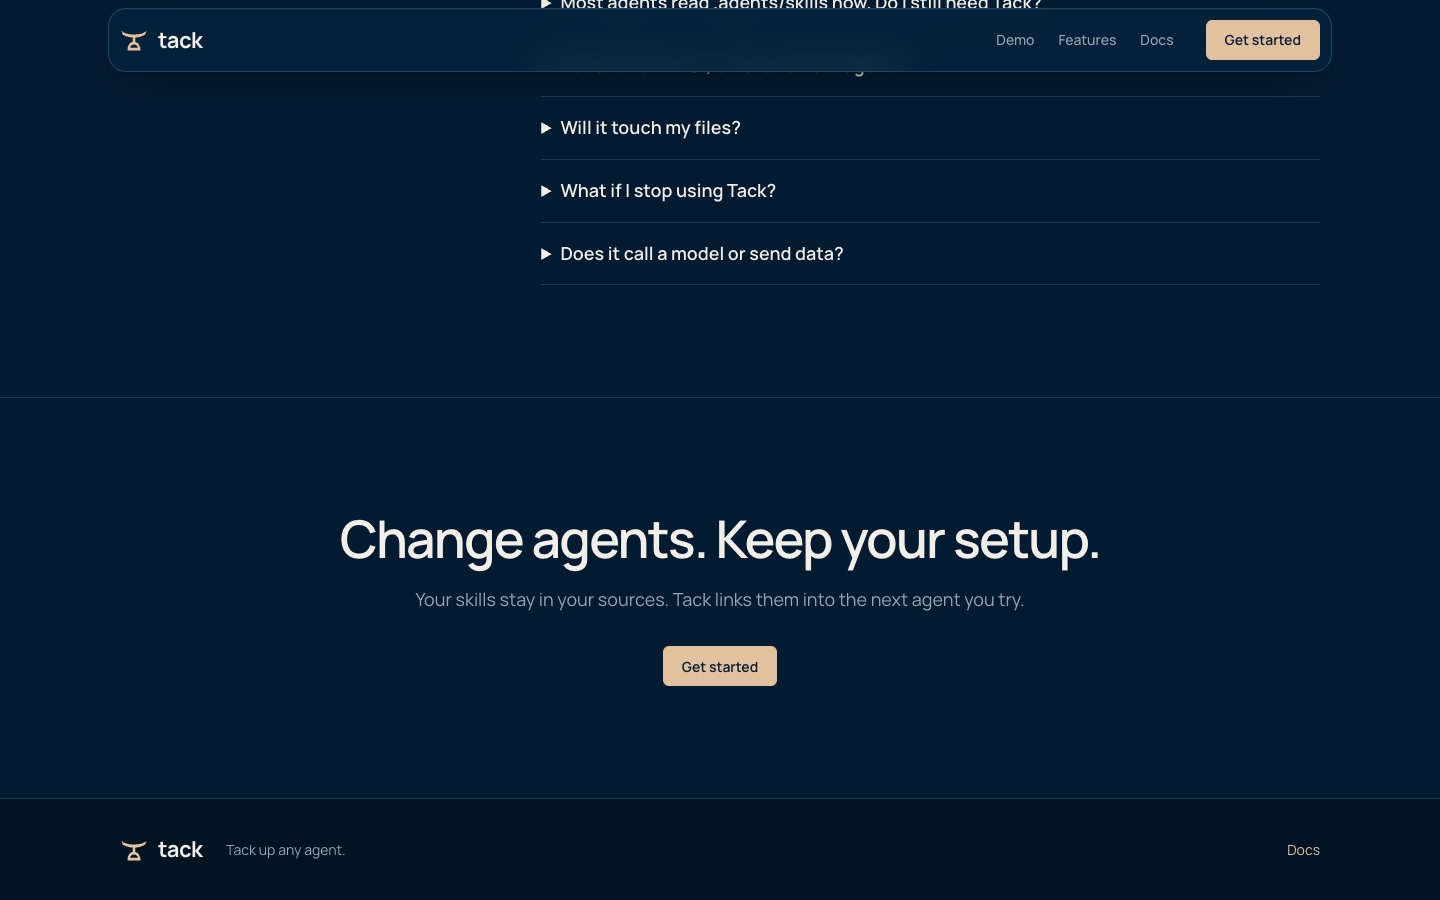 Most agents read .agents/skills now. Do I still need Tack?
tack
Demo
Features
Docs
Get started
Will it touch my files?
What if I stop using Tack?
Does it call a model or send data?
Change agents. Keep your setup.
Your skills stay in your sources. Tack links them into the next agent you try.
Get started
tack
Tack up any agent.
Docs